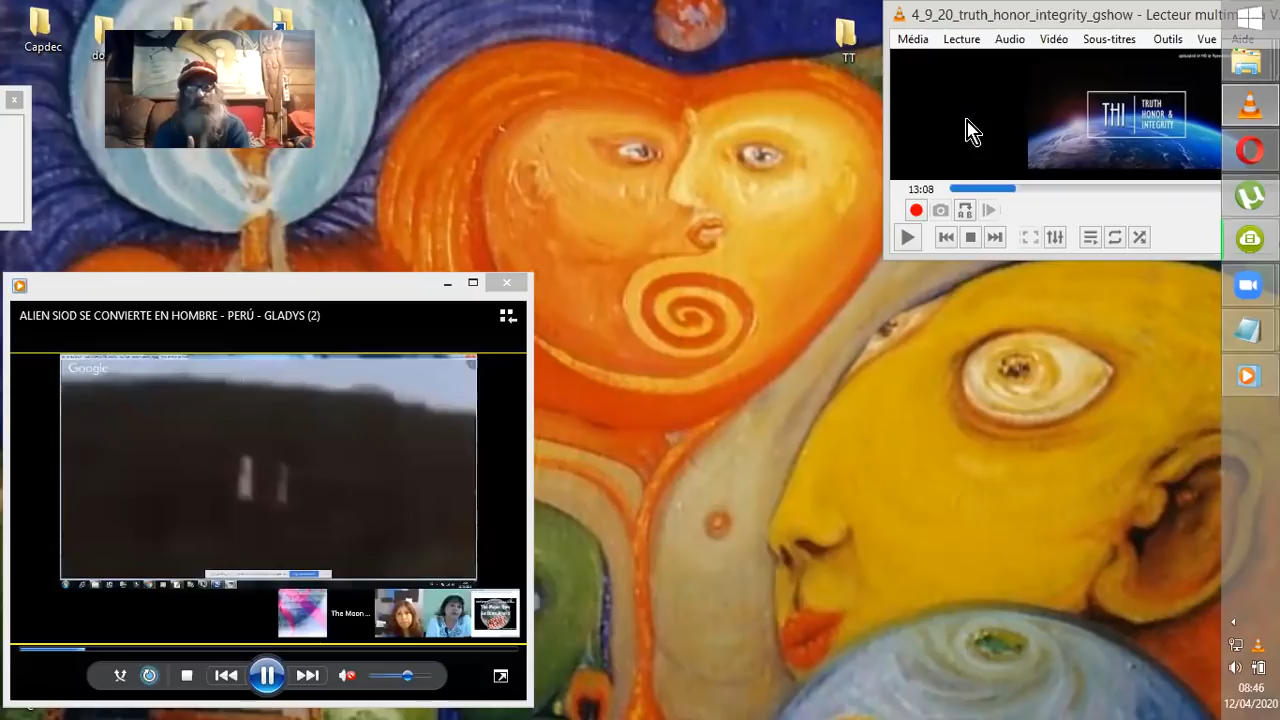 Capdec
do
TT
4_9_20_truth_honor_integrity_gshow - Lecteur multim
Média Lecture Audio Vidéo Sous-titres Outils Vue Aide
THI TRUTH
HONOR &
INTEGRITY
13:08
x
ALIEN SIOD SE CONVIERTE EN HOMBRE - PERÚ - GLADYS (2)
Google
The Moon ...
08:46
12/04/2020